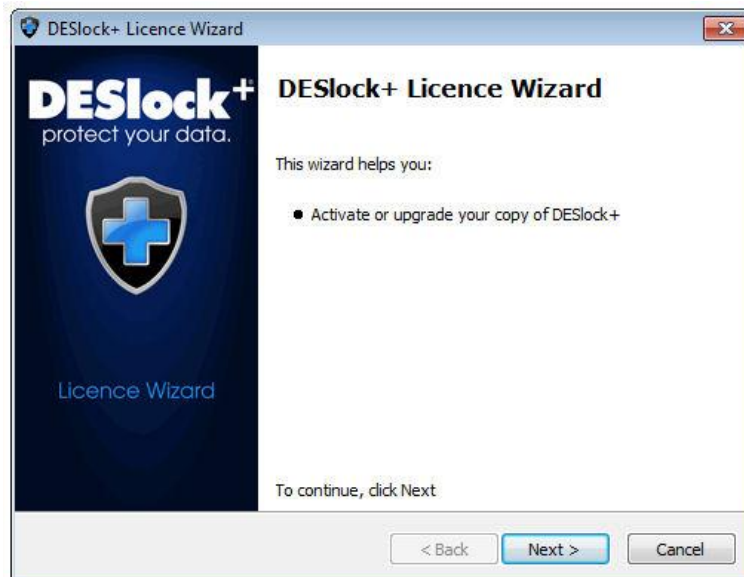 DESlock+ Licence Wizard
DESlock+
protect your data.
Licence Wizard
DESlock+ Licence Wizard
This wizard helps you:
● Activate or upgrade your copy of DESlock+
To continue, click Next
< Back
Next >
Cancel